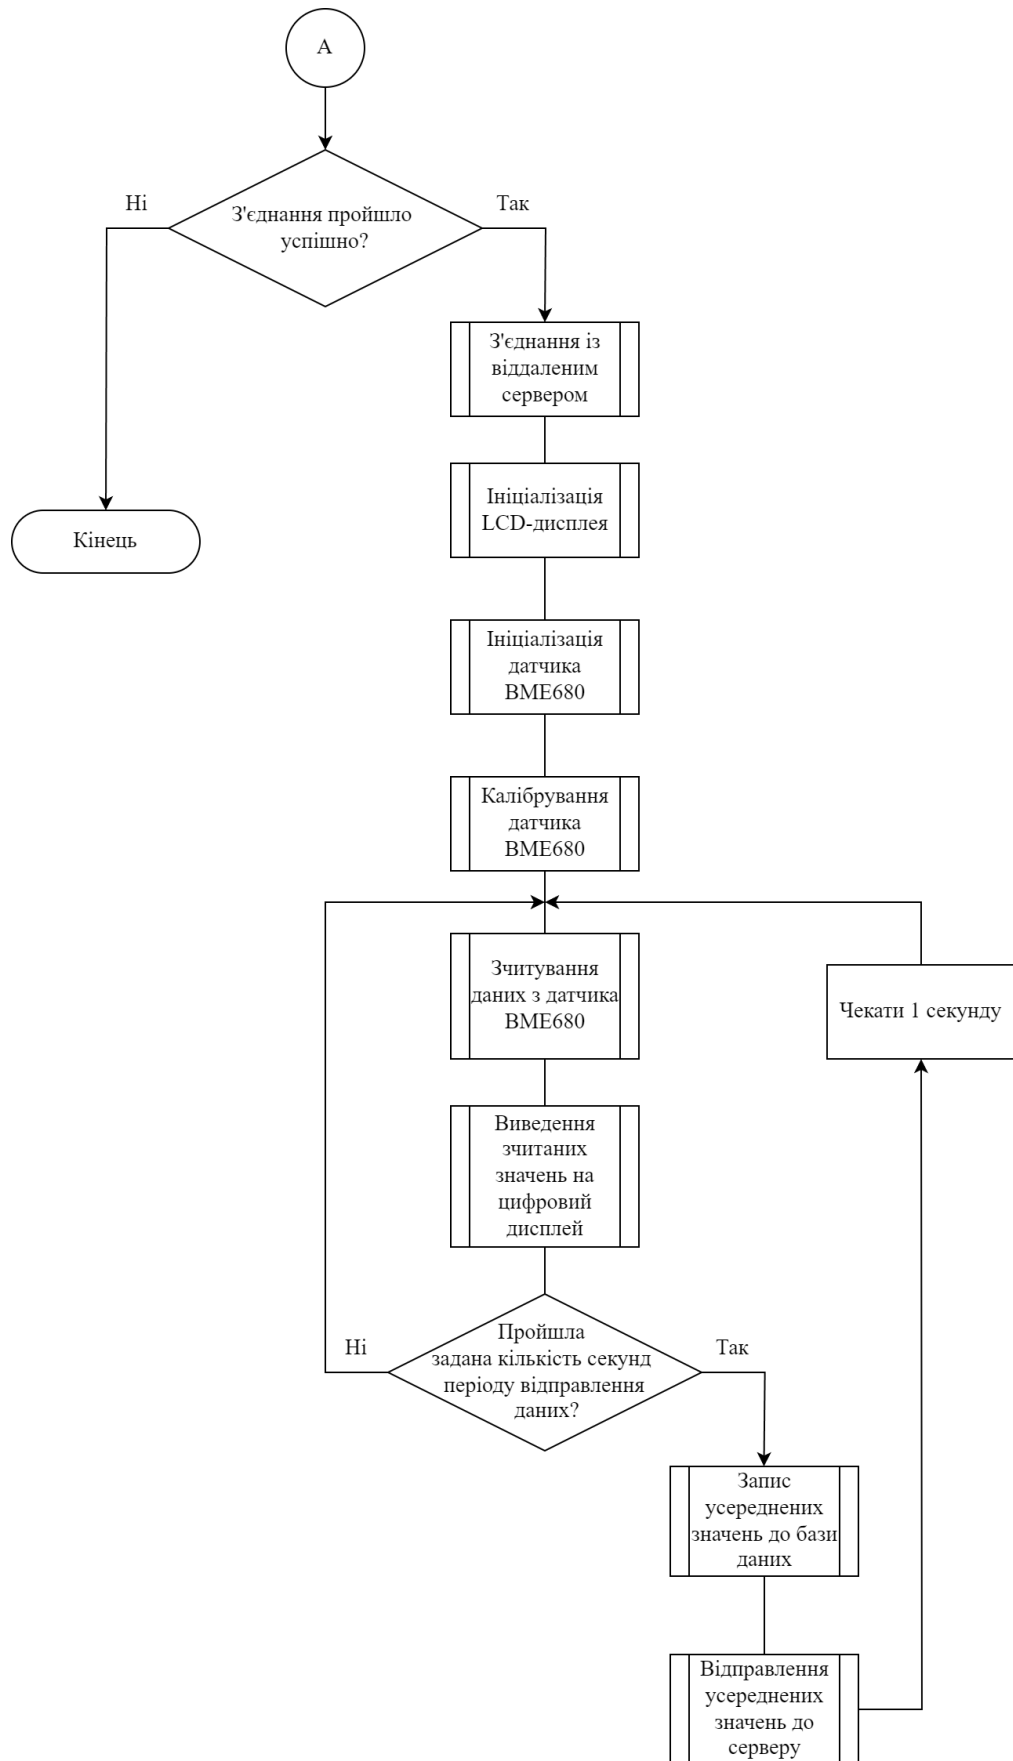 А
Ні
Так
З'єднання пройшло
успішно?
З'єднання із
віддаленим
сервером
Ініціалізація
LCD-дисплея
Кінець
Ініціалізація
датчика
BME680
Калібрування
датчика
BME680
Зчитування
даних з датчика
BME680
Чекати 1 секунду
Виведення
зчитаних
значень на
цифровий
дисплей
Ні
Пройшла
задана кількість секунд
періоду відправлення
даних?
Так
Запис
усереднених
значень до бази
даних
Відправлення
усереднених
значень до
серверу